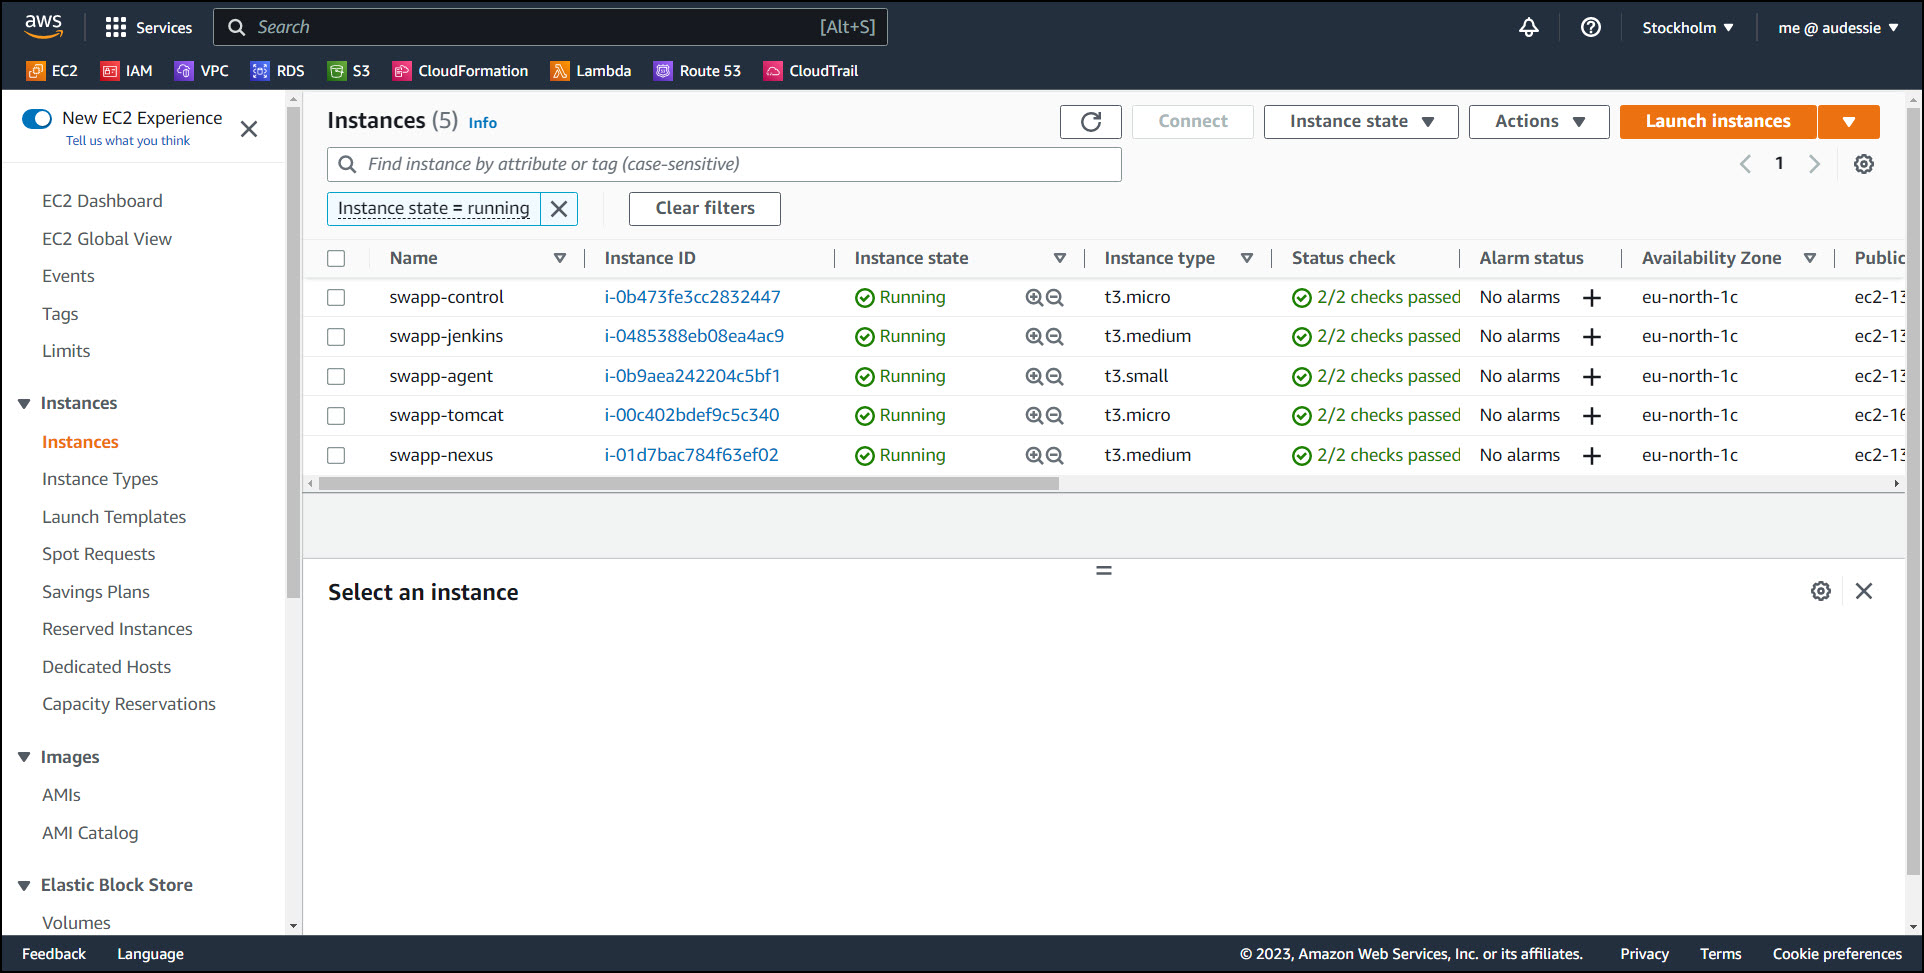 aws
Services
Search
[Alt+S]
Stockholm
me @ audessie
EC2
IAM
VPC
RDS
S3
CloudFormation
Lambda
Route 53
CloudTrail
New EC2 Experience
Tell us what you think
EC2 Dashboard
EC2 Global View
Events
Tags
Limits
Instances
Instances
Instance Types
Launch Templates
Spot Requests
Savings Plans
Reserved Instances
Dedicated Hosts
Capacity Reservations
Images
AMIs
AMI Catalog
Elastic Block Store
Volumes
Instances (5) Info
Connect
Instance state
Actions
Launch instances
Find instance by attribute or tag (case-sensitive)
1
Instance state = running
Clear filters
Name Instance ID Instance state Instance type Status check Alarm status Availability Zone Public
swapp-control i-0b473fe3cc2832447 Running t3.micro 2/2 checks passed No alarms + eu-north-1c ec2-13
swapp-jenkins i-0485388eb08ea4ac9 Running t3.medium 2/2 checks passed No alarms + eu-north-1c ec2-13
swapp-agent i-0b9aea242204c5bf1 Running t3.small 2/2 checks passed No alarms + eu-north-1c ec2-13
swapp-tomcat i-00c402bdef9c5c340 Running t3.micro 2/2 checks passed No alarms + eu-north-1c ec2-16
swapp-nexus i-01d7bac784f63ef02 Running t3.medium 2/2 checks passed No alarms + eu-north-1c ec2-13
Select an instance
Feedback
Language
© 2023, Amazon Web Services, Inc. or its affiliates.
Privacy
Terms
Cookie preferences